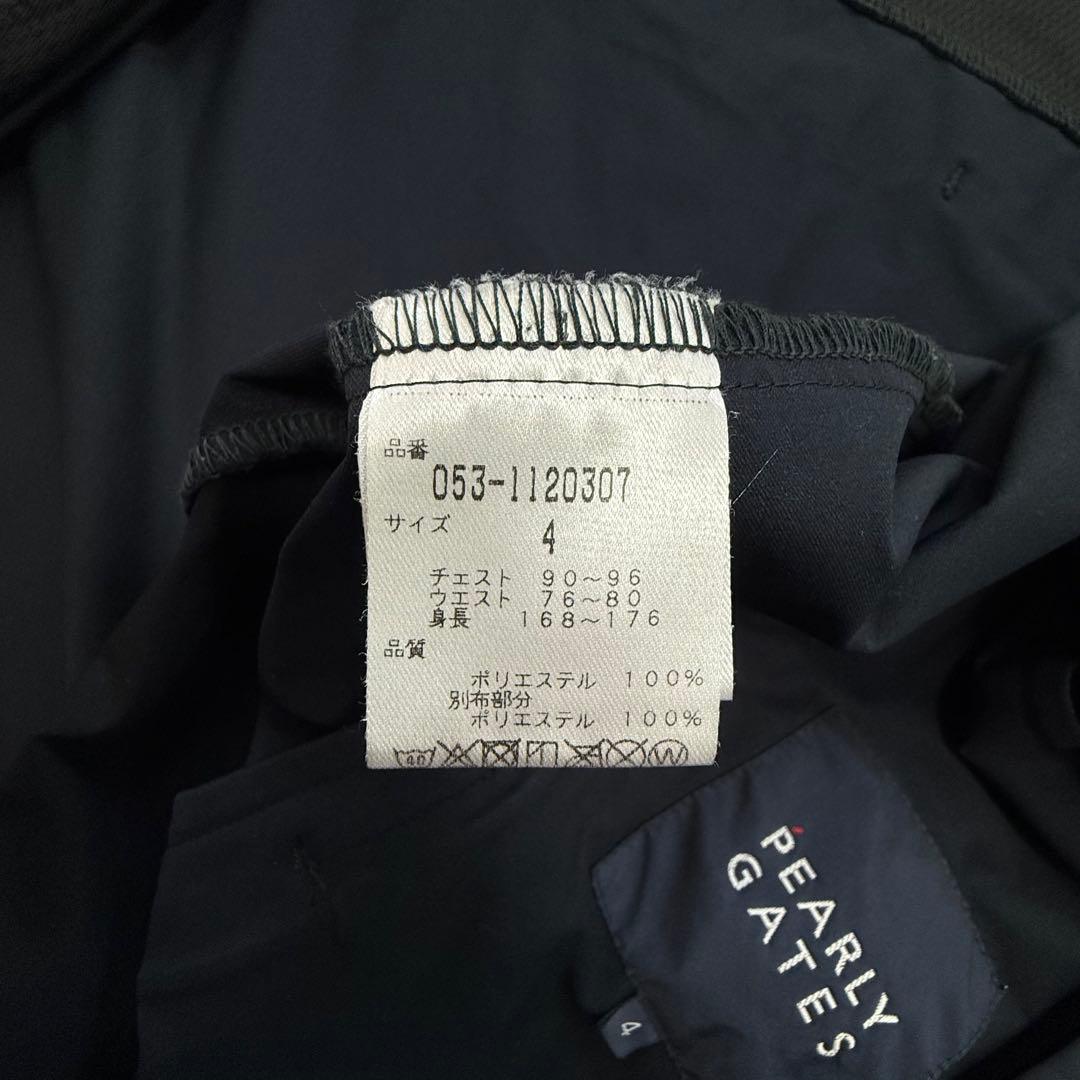 品番
053-1120307
サイズ
4
チェスト 90〜96
ウエスト 76〜80
身長 168〜176
品質
ポリエステル 100%
別布部分
ポリエステル 100%
40 W
PEARLY
GATES
4